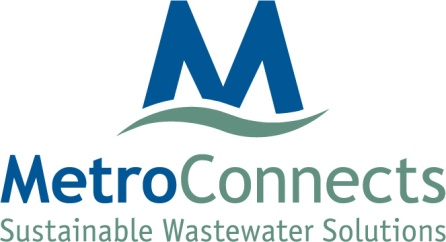 M
MetroConnects
Sustainable Wastewater Solutions